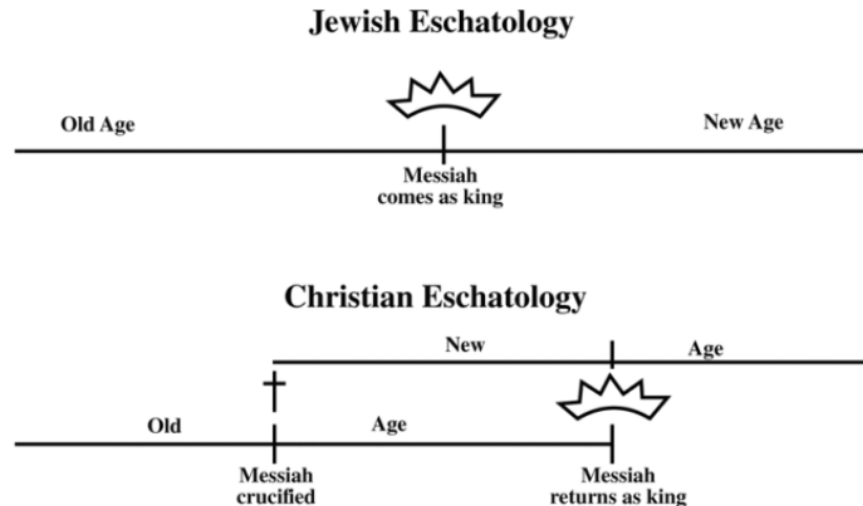 Jewish Eschatology
Old Age
New Age
Messiah
comes as king
Christian Eschatology
New Age
Old Age
Messiah
crucified
Messiah
returns as king